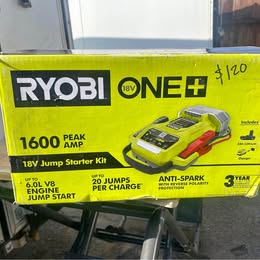 $120
RYOBI ONE+
18V
1600 PEAK AMP
18V Jump Starter Kit
UP TO
6.0L V8
ENGINE
JUMP START
UP TO
20 JUMPS
PER CHARGE
ANTI-SPARK
WITH REVERSE POLARITY
PROTECTION
Includes
Charger
3 YEAR